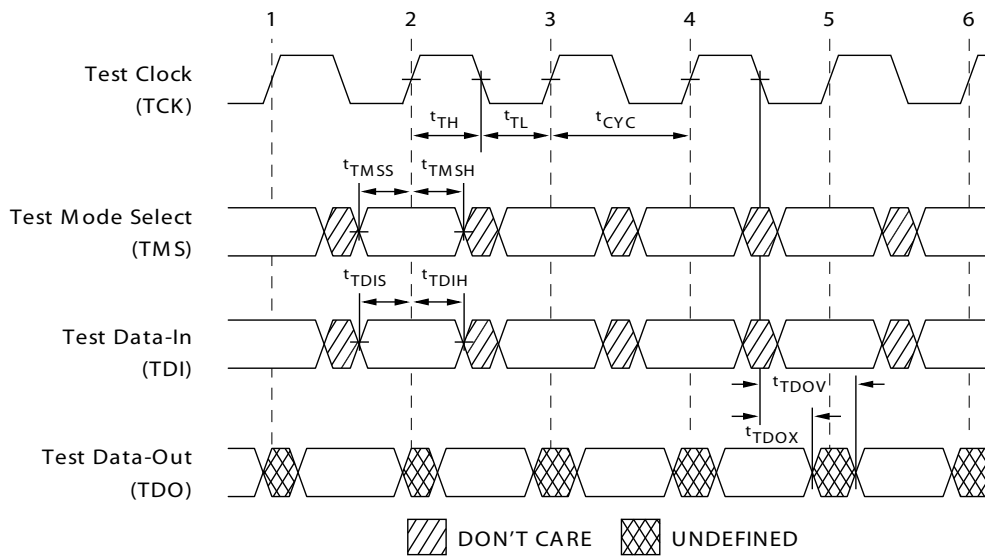 1 2 3 4 5 6
Test Clock
(TCK)
tTH tTL tCYC
tTMSS tTMSH
Test Mode Select
(TMS)
tTDIS tTDIH
Test Data-In
(TDI)
tTDOV
tTDOX
Test Data-Out
(TDO)
DON'T CARE UNDEFINED